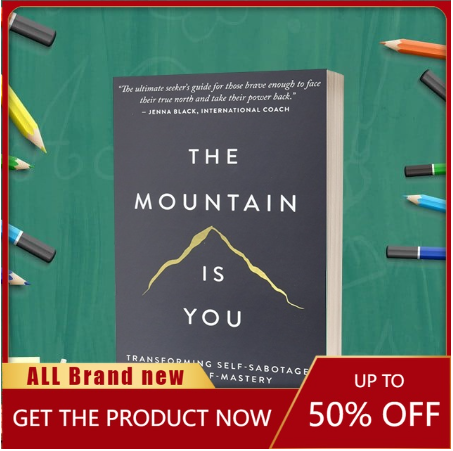 "The ultimate seeker's guide for those brave enough to face
their true north and take their power back."
– JENNA BLACK, INTERNATIONAL COACH
THE
MOUNTAIN
IS
YOU
TRANSFORMING SELF-SABOTAGE
F-MASTERY
ALL Brand new
GET THE PRODUCT NOW
UP TO
50% OFF